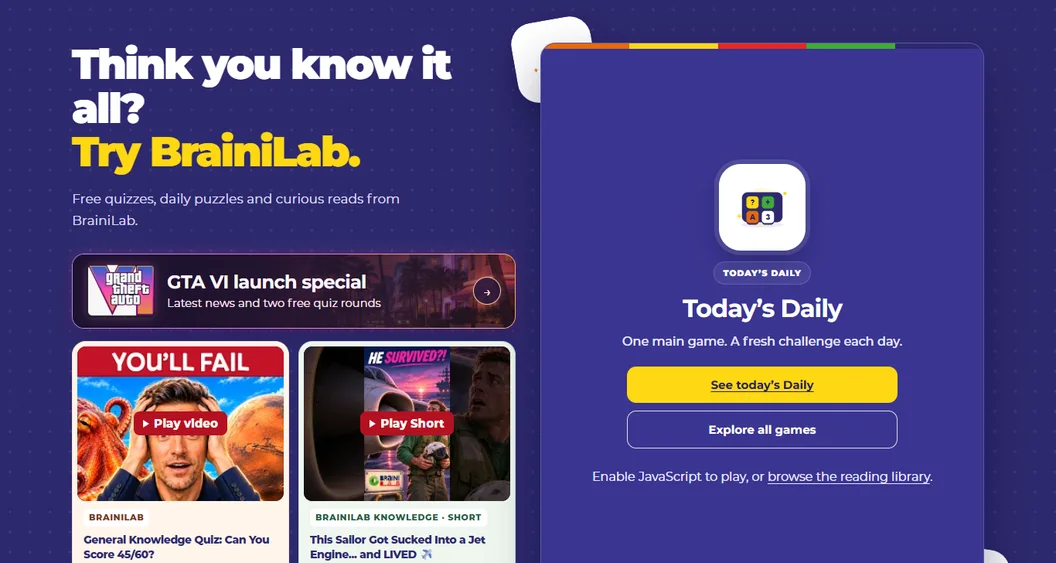 Think you know it
all?
Try BrainiLab.
Free quizzes, daily puzzles and curious reads from
BrainiLab.
grand
theft
auto
GTA VI launch special
Latest news and two free quiz rounds
→
YOU'LL FAIL
Play video
BRAINILAB
General Knowledge Quiz: Can You
Score 45/60?
HE SURVIVED?!
Play Short
BRAINI
BRAINILAB KNOWLEDGE · SHORT
This Sailor Got Sucked Into a Jet
Engine... and LIVED ✈️
? +
A 3
TODAY'S DAILY
Today's Daily
One main game. A fresh challenge each day.
See today's Daily
Explore all games
Enable JavaScript to play, or browse the reading library.